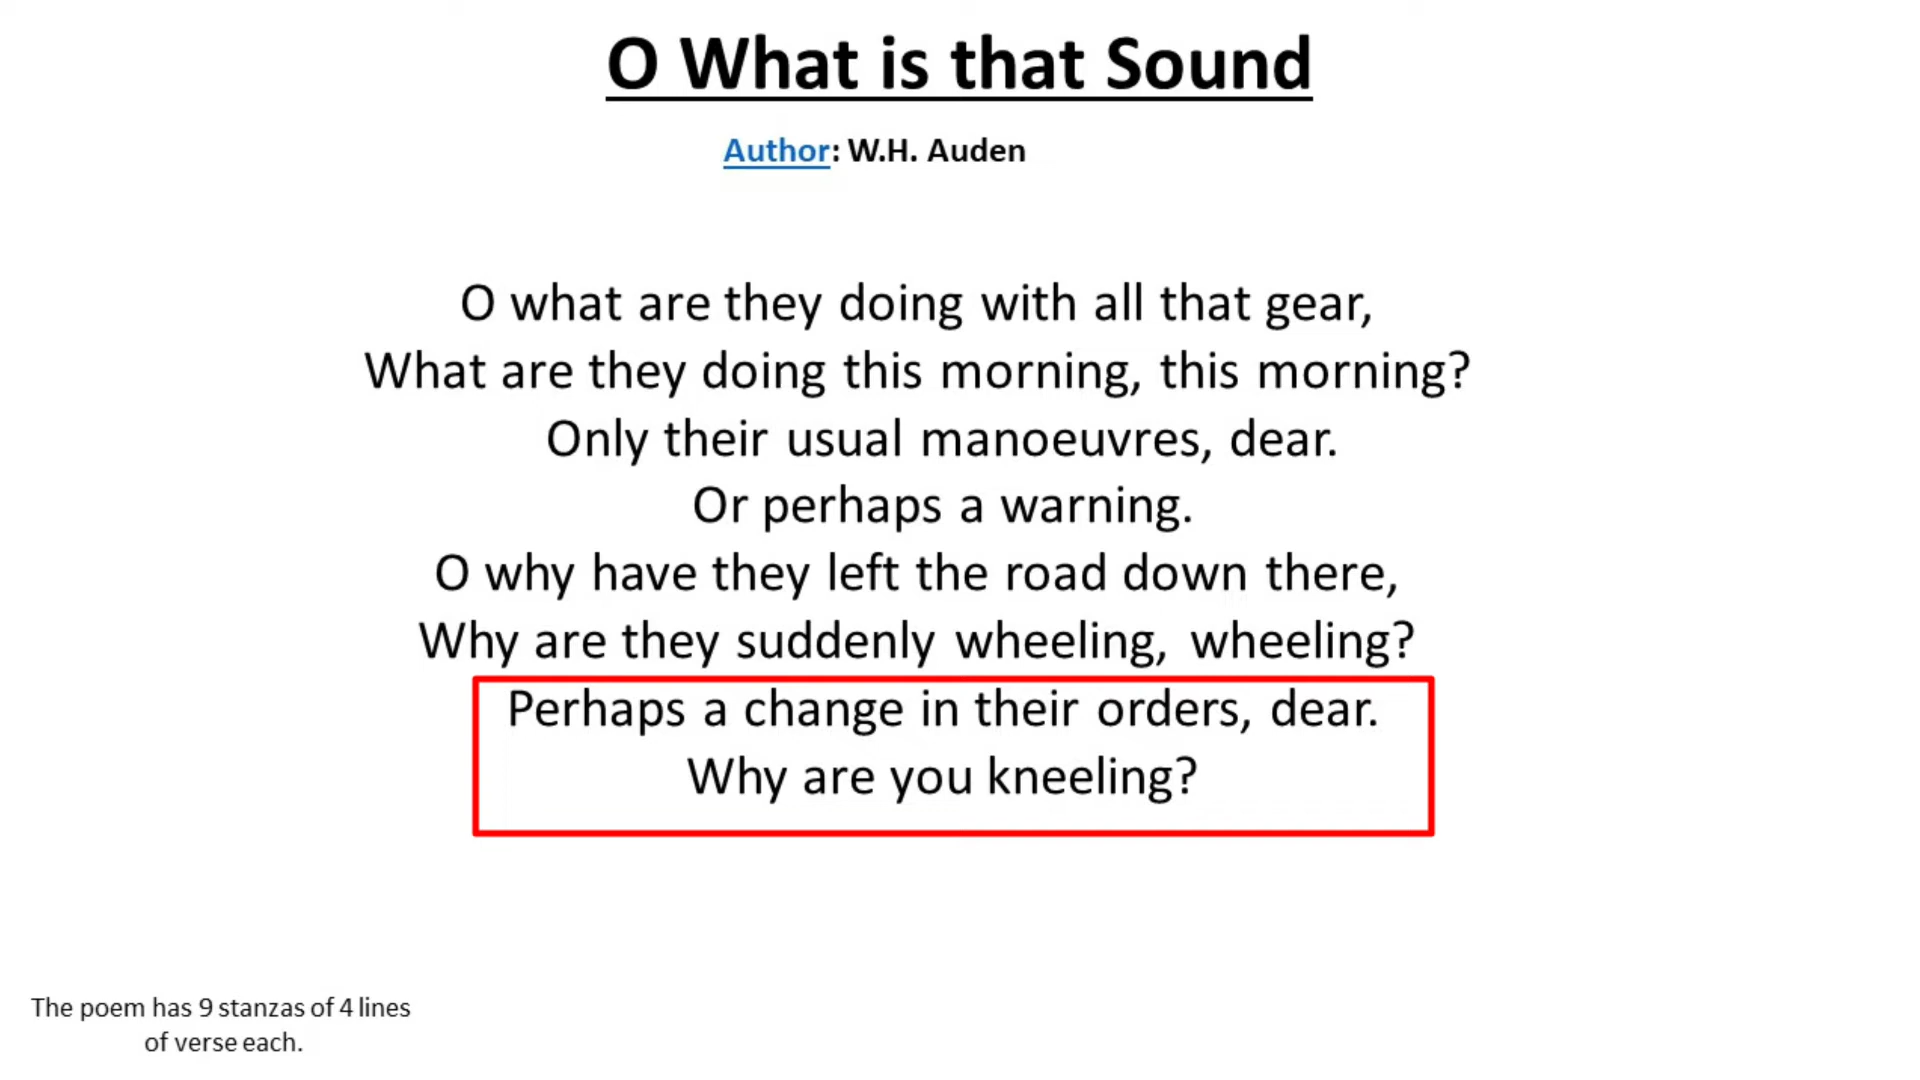 O What is that Sound
Author: W.H. Auden
O what are they doing with all that gear,
What are they doing this morning, this morning?
Only their usual manoeuvres, dear.
Or perhaps a warning.
O why have they left the road down there,
Why are they suddenly wheeling, wheeling?
Perhaps a change in their orders, dear.
Why are you kneeling?
The poem has 9 stanzas of 4 lines
of verse each.